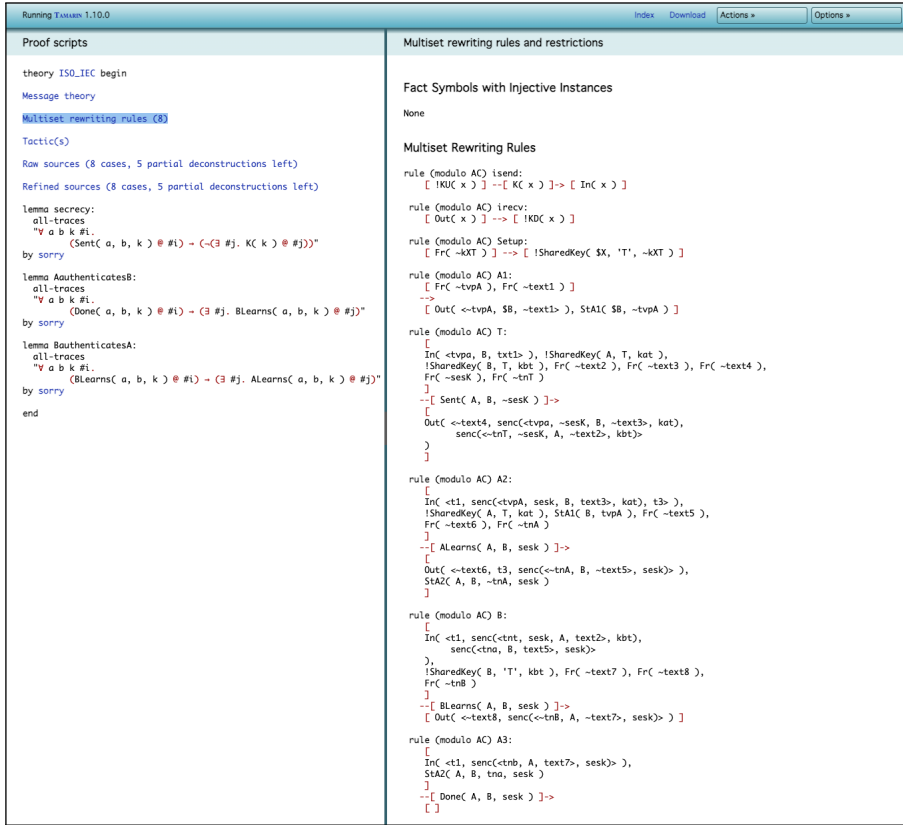 Running TAMARIN 1.10.0
Index Download Actions » Options »
Proof scripts
theory ISO_IEC begin
Message theory
Multiset rewriting rules (8)
Tactic(s)
Raw sources (8 cases, 5 partial deconstructions left)
Refined sources (8 cases, 5 partial deconstructions left)
lemma secrecy:
all-traces
"∀ a b k #i.
(Sent( a, b, k ) @ #i) → (¬(∃ #j. K( k ) @ #j))"
by sorry
lemma AauthenticatesB:
all-traces
"∀ a b k #i.
(Done( a, b, k ) @ #i) → (∃ #j. BLearns( a, b, k ) @ #j)"
by sorry
lemma BauthenticatesA:
all-traces
"∀ a b k #i.
(BLearns( a, b, k ) @ #i) → (∃ #j. ALearns( a, b, k ) @ #j)"
by sorry
end
Multiset rewriting rules and restrictions
Fact Symbols with Injective Instances
None
Multiset Rewriting Rules
rule (modulo AC) isend:
[ !KU( x ) ] --[ K( x ) ]-> [ In( x ) ]
rule (modulo AC) irecv:
[ Out( x ) ] --> [ !KD( x ) ]
rule (modulo AC) Setup:
[ Fr( ~kXT ) ] --> [ !SharedKey( $X, 'T', ~kXT ) ]
rule (modulo AC) A1:
[ Fr( ~tvpA ), Fr( ~text1 ) ]
-->
[ Out( <~tvpA, $B, ~text1> ), StA1( $B, ~tvpA ) ]
rule (modulo AC) T:
[
In( <tvpa, B, txt1> ), !SharedKey( A, T, kat ),
!SharedKey( B, T, kbt ), Fr( ~text2 ), Fr( ~text3 ), Fr( ~text4 ),
Fr( ~sesK ), Fr( ~tnT )
]
--[ Sent( A, B, ~sesK ) ]->
[
Out( <~text4, senc(<tvpa, ~sesK, B, ~text3>, kat),
senc(<~tnT, ~sesK, A, ~text2>, kbt)>
)
]
rule (modulo AC) A2:
[
In( <t1, senc(<tvpA, sesk, B, text3>, kat), t3> ),
!SharedKey( A, T, kat ), StA1( B, tvpA ), Fr( ~text5 ),
Fr( ~text6 ), Fr( ~tnA )
]
--[ ALearns( A, B, sesk ) ]->
[
Out( <~text6, t3, senc(<~tnA, B, ~text5>, sesk)> ),
StA2( A, B, ~tnA, sesk )
]
rule (modulo AC) B:
[
In( <t1, senc(<tnt, sesk, A, text2>, kbt),
senc(<tna, B, text5>, sesk)>
),
!SharedKey( B, 'T', kbt ), Fr( ~text7 ), Fr( ~text8 ),
Fr( ~tnB )
]
--[ BLearns( A, B, sesk ) ]->
[ Out( <~text8, senc(<~tnB, A, ~text7>, sesk)> ) ]
rule (modulo AC) A3:
[
In( <t1, senc(<tnb, A, text7>, sesk)> ),
StA2( A, B, tna, sesk )
]
--[ Done( A, B, sesk ) ]->
[ ]